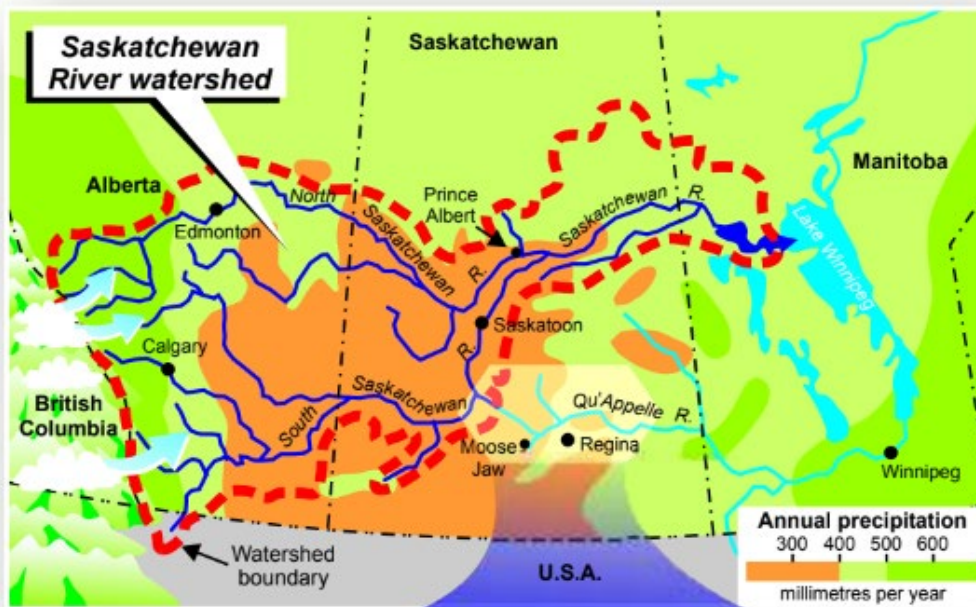 Saskatchewan
River watershed
Saskatchewan
Alberta
Manitoba
Edmonton
North
Saskatchewan
R.
Prince
Albert
Saskatchewan
R.
Lake Winnipeg
Calgary
Saskatoon
R.
British
Columbia
South
Saskatchewan
Qu'Appelle
R.
Moose
Jaw
Regina
Winnipeg
Watershed
boundary
U.S.A.
Annual precipitation
300 400 500 600
millimetres per year